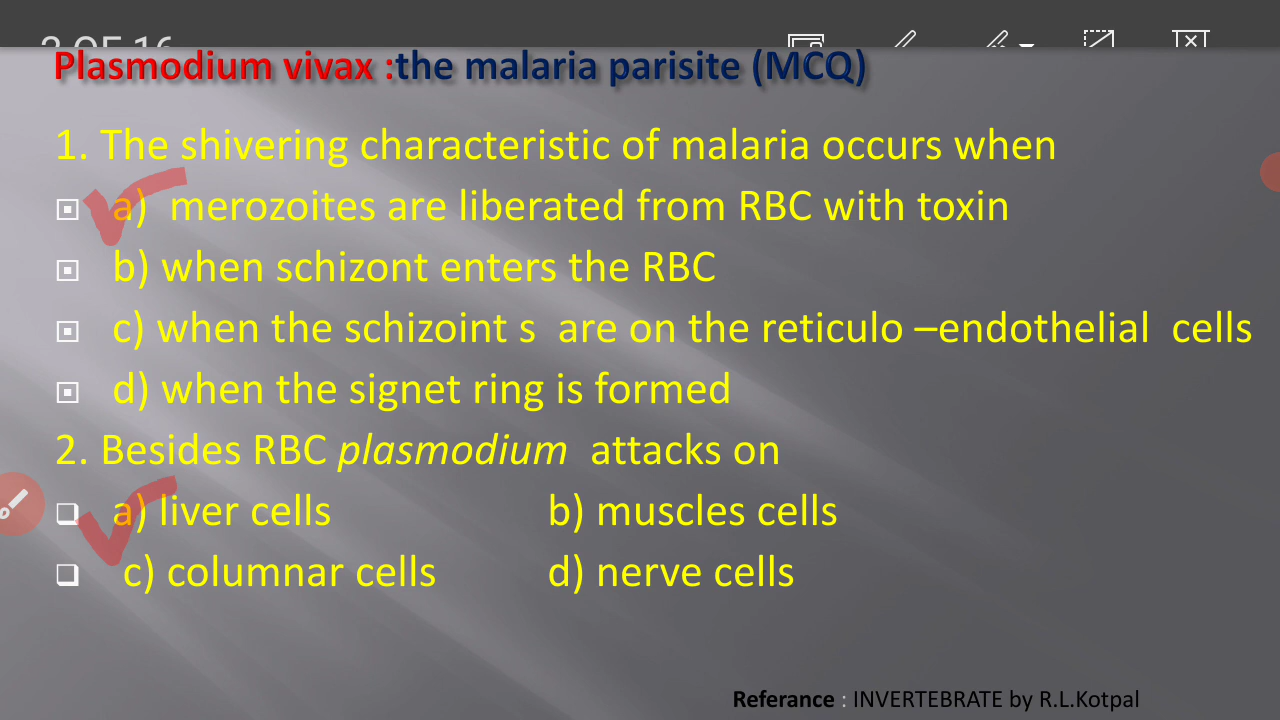 2 OF 16
Plasmodium vivax :the malaria parisite (MCQ)
1. The shivering characteristic of malaria occurs when
a) merozoites are liberated from RBC with toxin
b) when schizont enters the RBC
c) when the schizoint s are on the reticulo –endothelial cells
d) when the signet ring is formed
2. Besides RBC plasmodium attacks on
a) liver cells b) muscles cells
c) columnar cells d) nerve cells
Referance : INVERTEBRATE by R.L.Kotpal